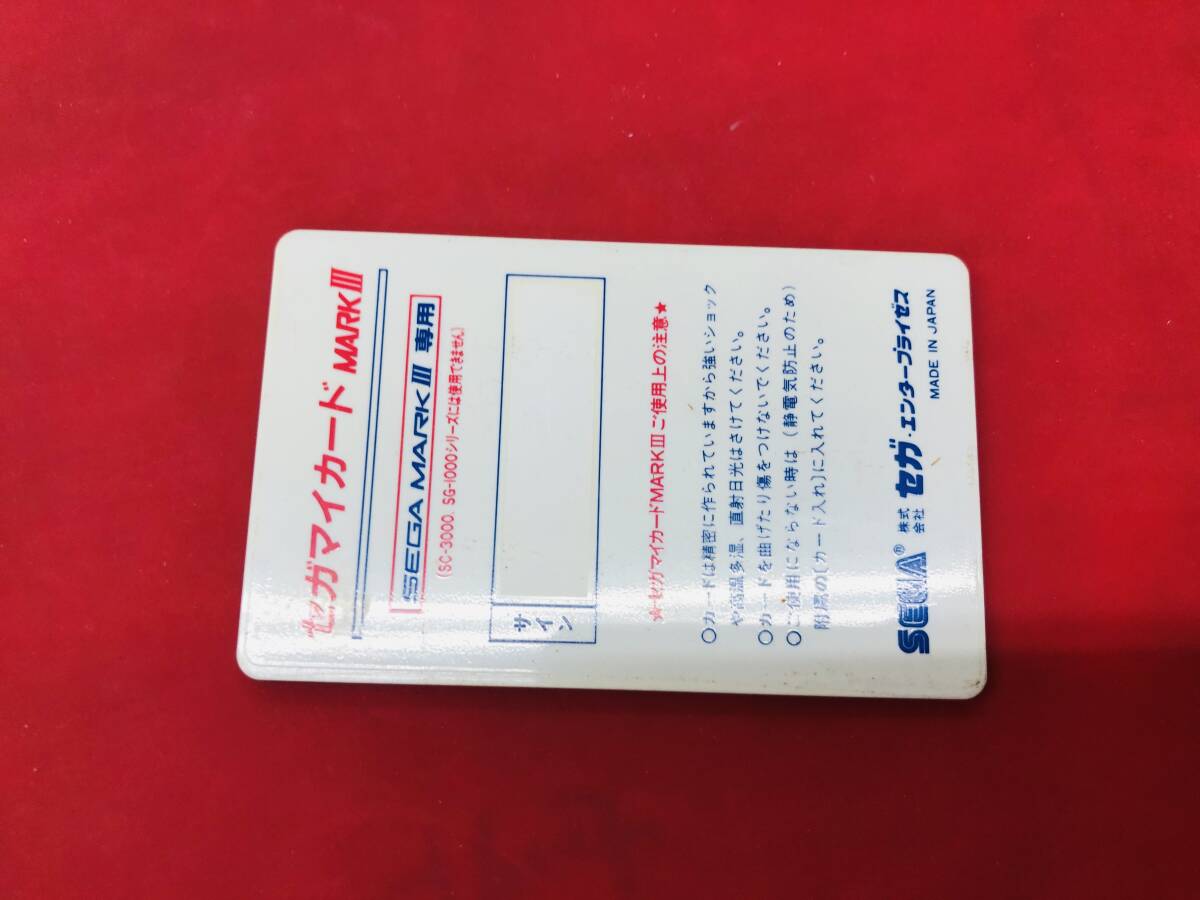 セガマイカード MARK III
SEGA MARK III 専用
(SC-3000、SG-1000シリーズには使用できません)
サイン
★セガマイカードMARK III ご使用上の注意★
○カードは精密に作られていますから強いショック
や高温多湿、直射日光はさけてください。
○カードを曲げたり傷をつけないでください。
○ご使用にならない時は(静電気防止のため)
附属の〔カード入れ〕に入れてください。
SEGA® 株式会社 セガ・エンタープライゼス
MADE IN JAPAN